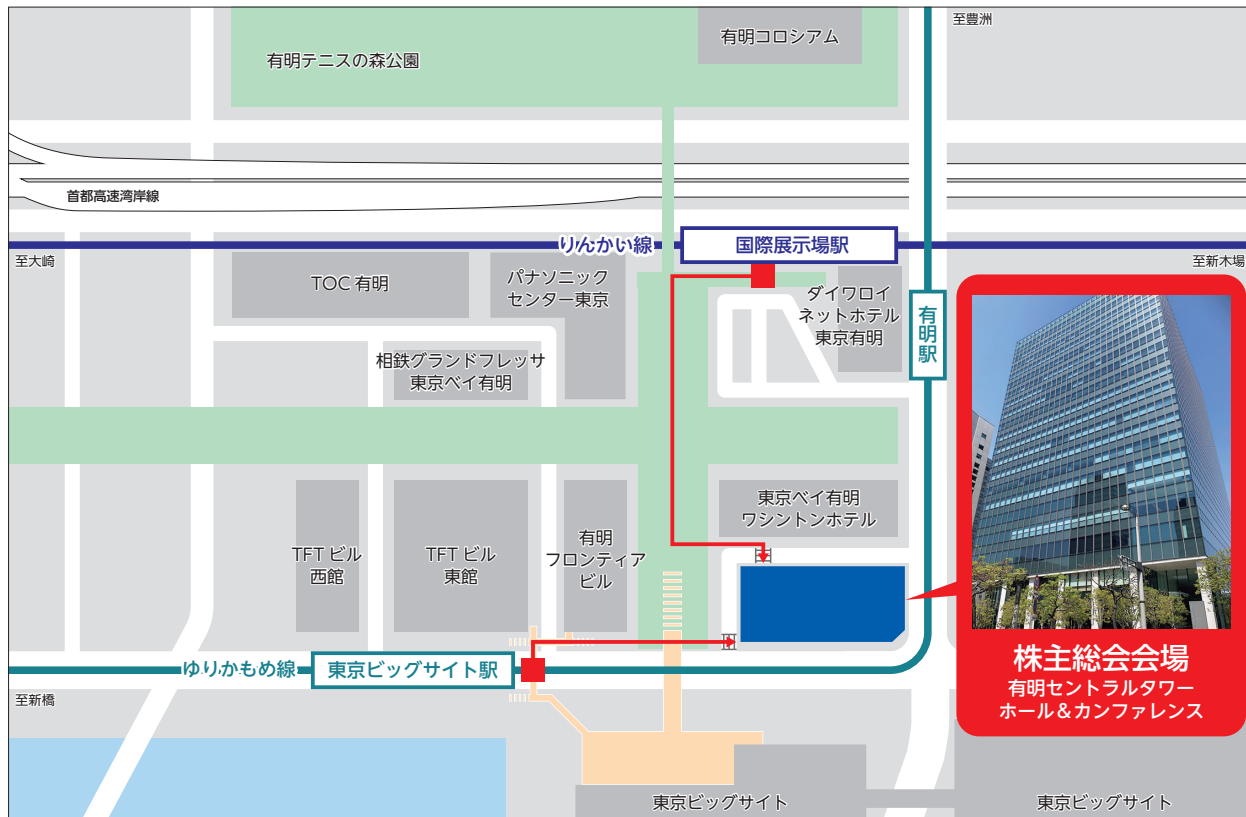 至豊洲
有明コロシアム
有明テニスの森公園
首都高速湾岸線
りんかい線
国際展示場駅
至大崎
至新木場
TOC 有明
パナソニック
センター東京
ダイワロイ
ネットホテル
東京有明
有明駅
相鉄グランドフレッサ
東京ベイ有明
東京ベイ有明
ワシントンホテル
TFT ビル
西館
TFT ビル
東館
有明
フロンティア
ビル
株主総会会場
有明セントラルタワー
ホール&カンファレンス
ゆりかもめ線
東京ビッグサイト駅
至新橋
東京ビッグサイト
東京ビッグサイト